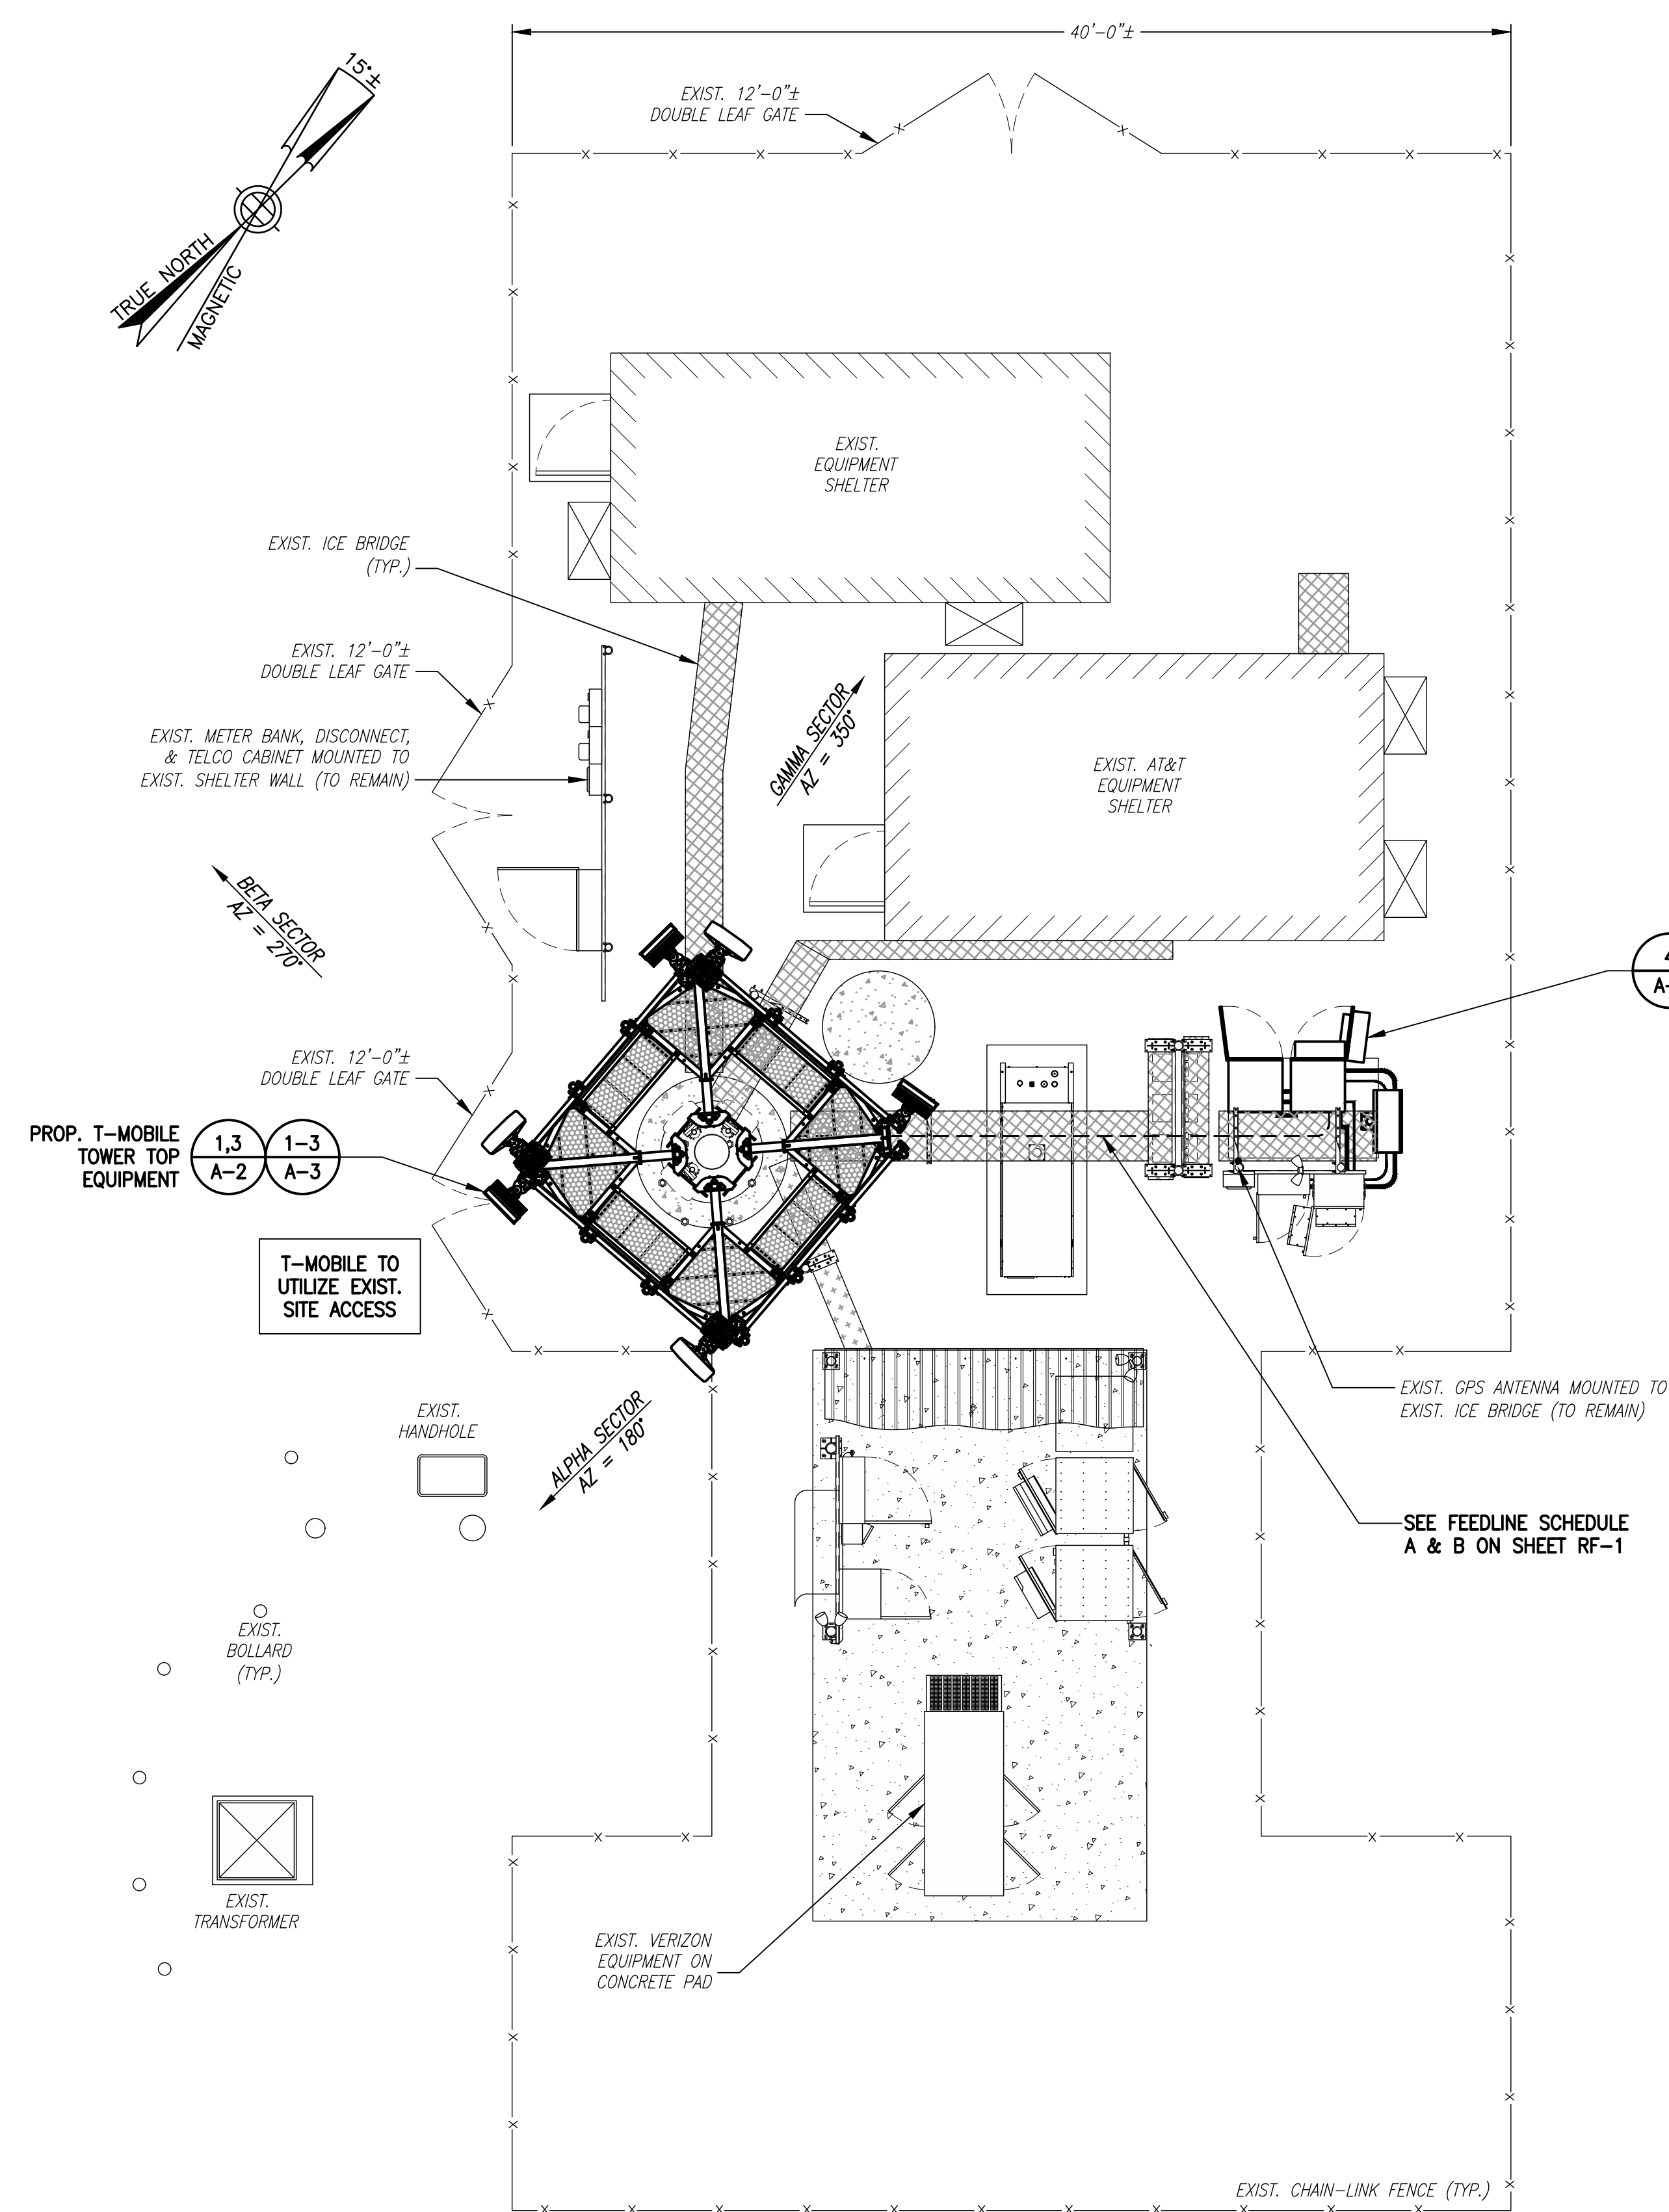 40'-0"±
15°±
TRUE NORTH
MAGNETIC
EXIST. 12'-0"±
DOUBLE LEAF GATE
EXIST.
EQUIPMENT
SHELTER
EXIST. ICE BRIDGE
(TYP.)
EXIST. 12'-0"±
DOUBLE LEAF GATE
EXIST. METER BANK, DISCONNECT,
& TELCO CABINET MOUNTED TO
EXIST. SHELTER WALL (TO REMAIN)
GAMMA SECTOR
AZ = 350°
EXIST. AT&T
EQUIPMENT
SHELTER
BETA SECTOR
AZ = 270°
EXIST. 12'-0"±
DOUBLE LEAF GATE
PROP. T-MOBILE
TOWER TOP
EQUIPMENT
1,3
A-2
1-3
A-3
T-MOBILE TO
UTILIZE EXIST.
SITE ACCESS
EXIST. GPS ANTENNA MOUNTED TO
EXIST. ICE BRIDGE (TO REMAIN)
ALPHA SECTOR
AZ = 180°
EXIST.
HANDHOLE
SEE FEEDLINE SCHEDULE
A & B ON SHEET RF-1
EXIST.
BOLLARD
(TYP.)
EXIST.
TRANSFORMER
EXIST. VERIZON
EQUIPMENT ON
CONCRETE PAD
EXIST. CHAIN-LINK FENCE (TYP.)